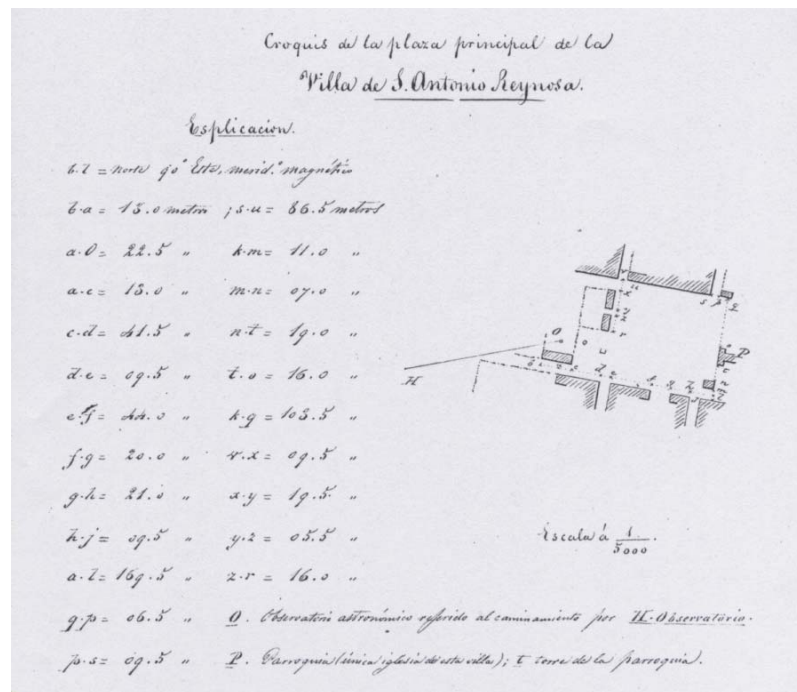 Croquis de la plaza principal de la
Villa de S. Antonio Reynosa.
Esplicacion.
b.l = norte 90° Este, merid.º magnético
b.a = 15.0 metros ; s.u = 86.5 metros
a.O = 22.5 " k.m = 11.0 "
a.c = 13.0 " m.n = 07.0 "
c.d = 41.5 " n.t = 19.0 "
d.e = 09.5 " t.o = 16.0 "
e.f = 44.0 " k.q = 103.5 "
f.g = 20.0 " v.x = 09.5 "
g.h = 21.0 " x.y = 19.5 "
h.j = 09.5 " y.z = 05.5 "
a.l = 169.5 " z.r = 16.0 "
q.p = 06.5 " O. Observatorio astronómico referido al caminamiento por H-Observatorio.
p.s = 09.5 " P. Parroquia (única iglesia de esta villa); t torre de la parroquia.
O
P
H
Escala á 1/5000